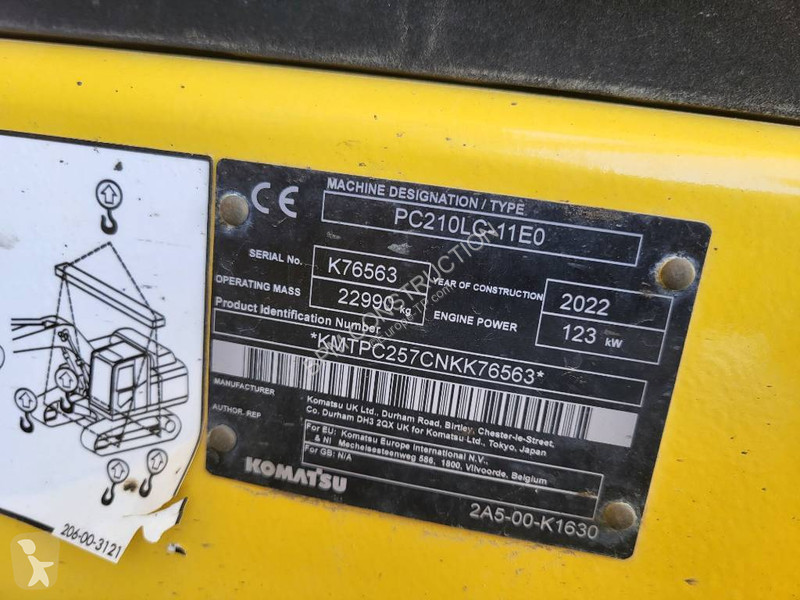 CE
MACHINE DESIGNATION / TYPE
PC210LC-11E0
SERIAL No. K76563 YEAR OF CONSTRUCTION 2022
OPERATING MASS 22990 kg ENGINE POWER 123 kW
Product Identification Number
*KMTPC257CNKK76563*
MANUFACTURER Komatsu UK Ltd., Durham Road, Birtley, Chester-le-Street,
Co. Durham DH3 2QX UK for Komatsu Ltd., Tokyo, Japan
AUTHOR. REP For EU: Komatsu Europe International N.V.,
& NI Mechelsesteenweg 586, 1800, Vilvoorde, Belgium
For GB: N/A
KOMATSU
2A5-00-K1630
206-00-3121
CONSTRUCTION